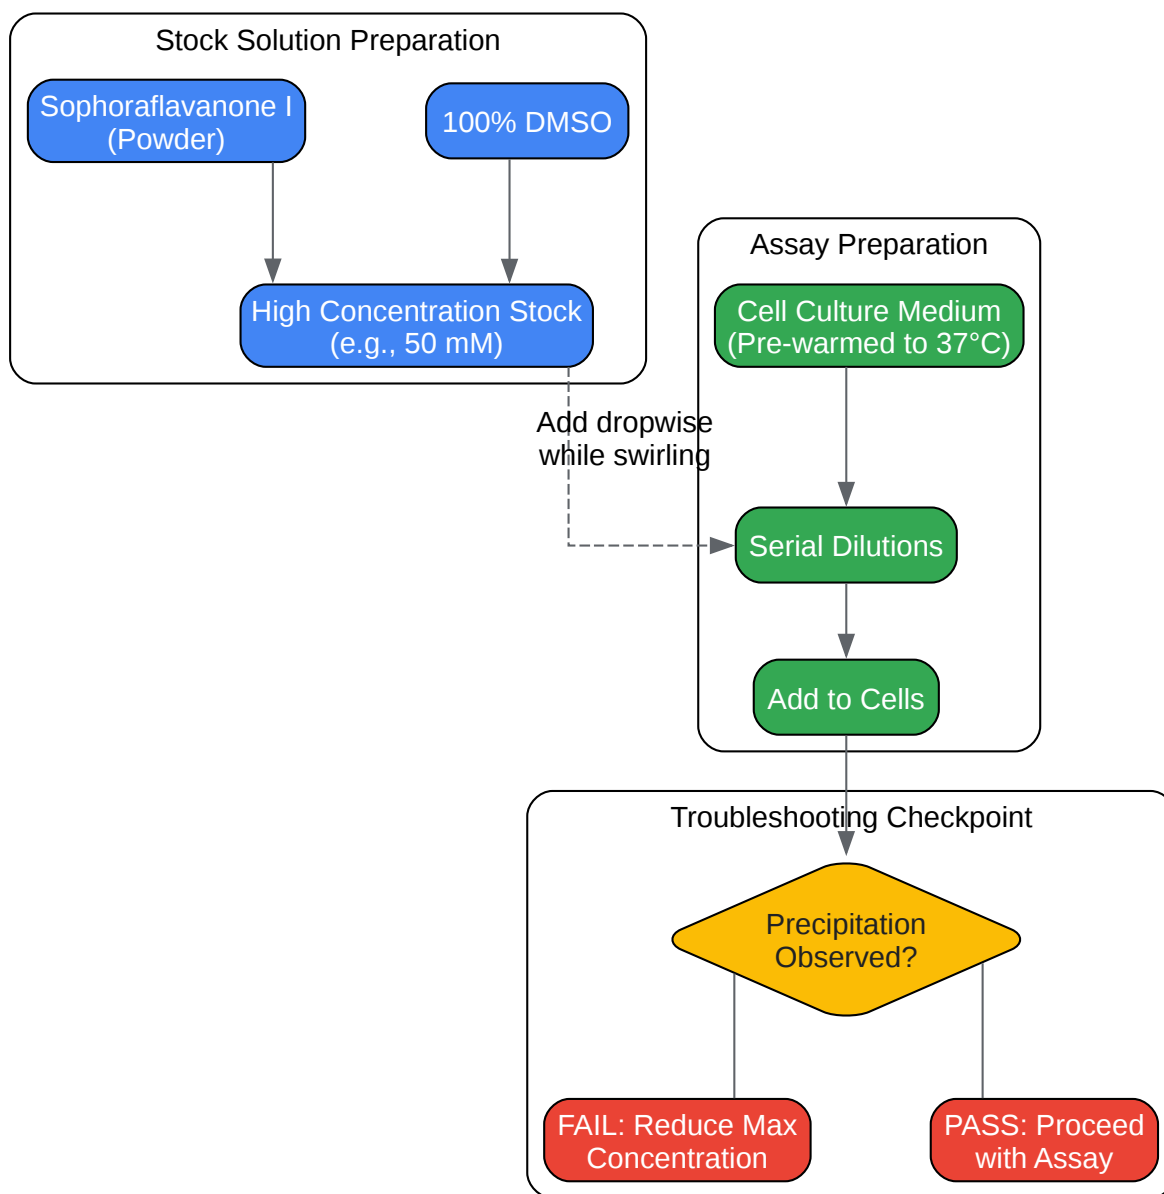 Stock Solution Preparation
Sophoraflavanone I
(Powder)
100% DMSO
High Concentration Stock
(e.g., 50 mM)
Add dropwise
while swirling
Assay Preparation
Cell Culture Medium
(Pre-warmed to 37°C)
Serial Dilutions
Add to Cells
Troubleshooting Checkpoint
Precipitation
Observed?
FAIL: Reduce Max
Concentration
PASS: Proceed
with Assay